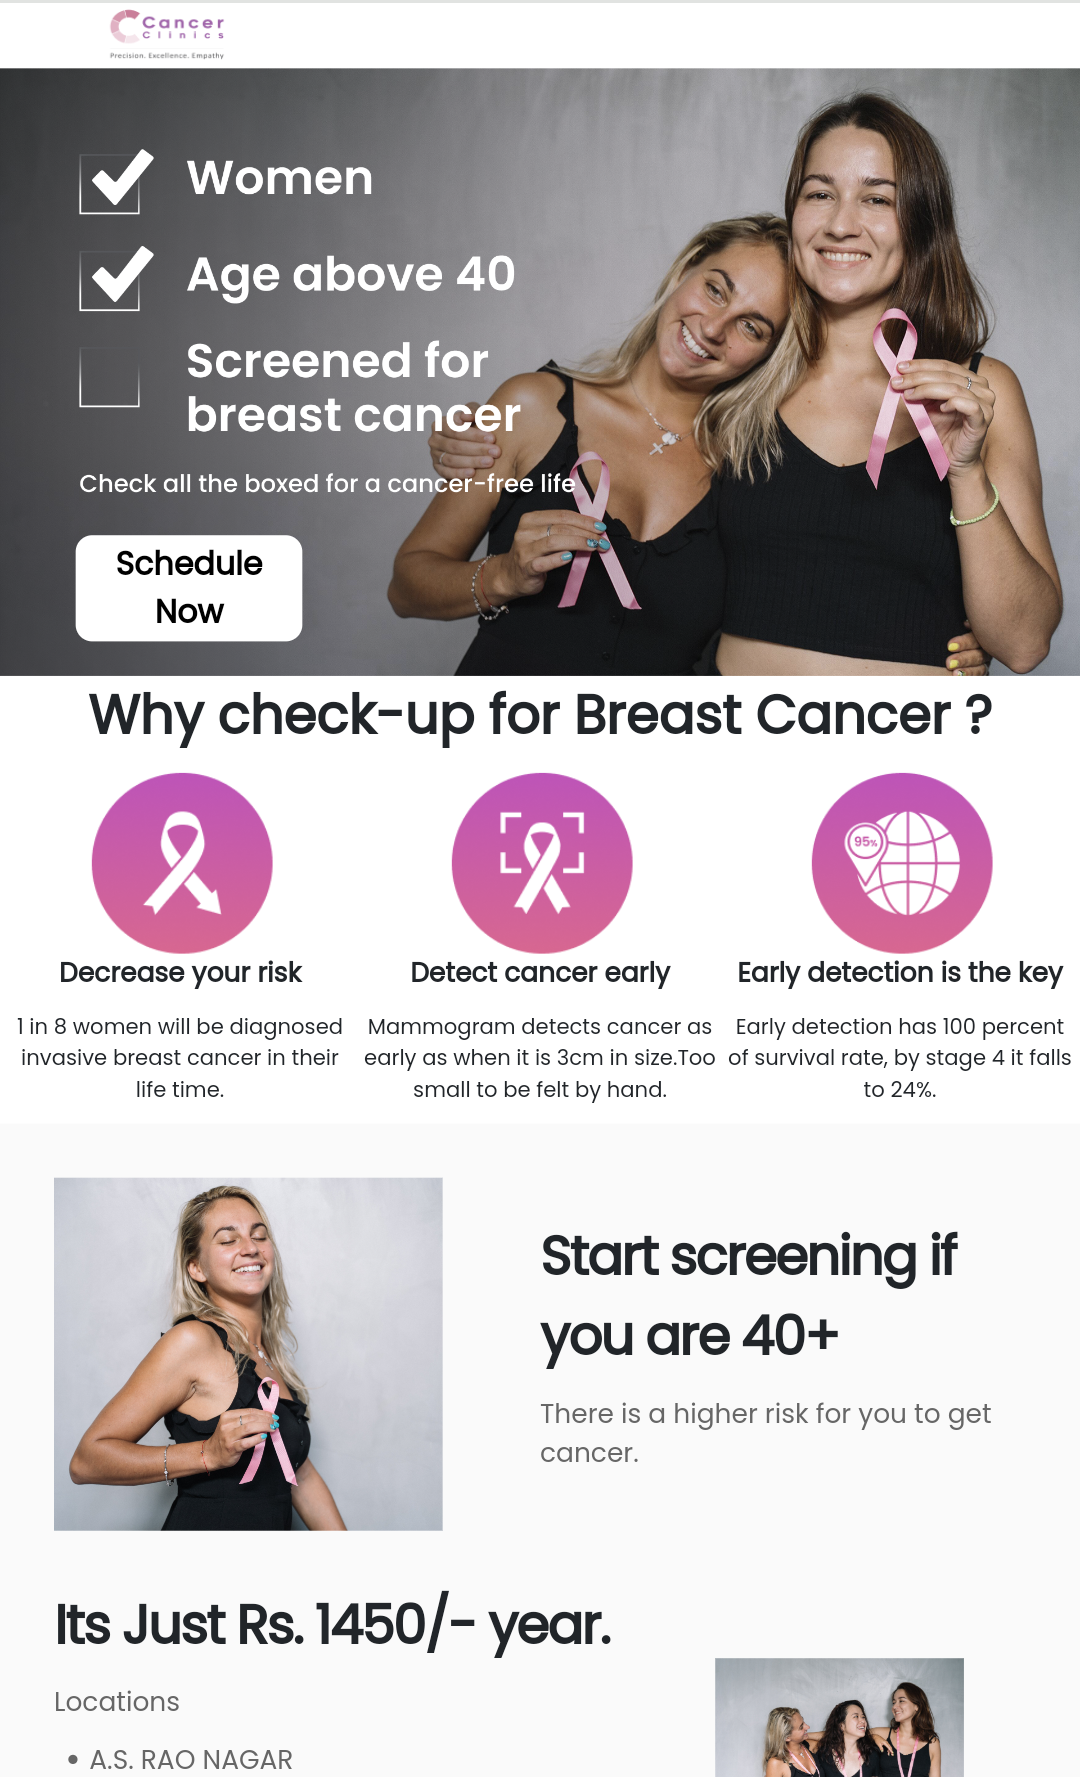 Cancer
Clinics
Precision. Excellence. Empathy
Women
Age above 40
Screened for
breast cancer
Check all the boxed for a cancer-free life
Schedule
Now
Why check-up for Breast Cancer ?
95%
Decrease your risk
1 in 8 women will be diagnosed
invasive breast cancer in their
life time.
Detect cancer early
Mammogram detects cancer as
early as when it is 3cm in size.Too
small to be felt by hand.
Early detection is the key
Early detection has 100 percent
of survival rate, by stage 4 it falls
to 24%.
Start screening if
you are 40+
There is a higher risk for you to get
cancer.
Its Just Rs. 1450/- year.
Locations
• A.S. RAO NAGAR